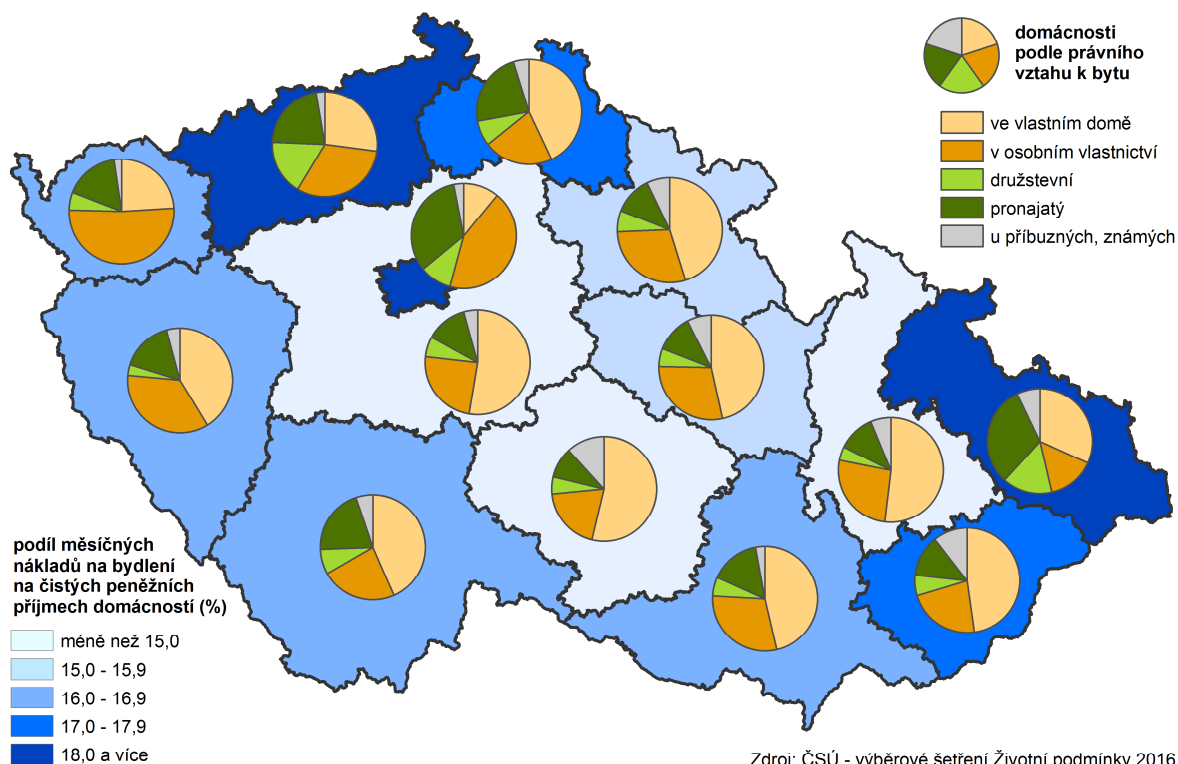 domácnosti
podle právního
vztahu k bytu
ve vlastním domě
v osobním vlastnictví
družstevní
pronajatý
u příbuzných, známých
podíl měsíčných
nákladů na bydlení
na čistých peněžních
příjmech domácností (%)
méně než 15,0
15,0 - 15,9
16,0 - 16,9
17,0 - 17,9
18,0 a více
Zdroj: ČSÚ - výběrové šetření Životní podmínky 2016